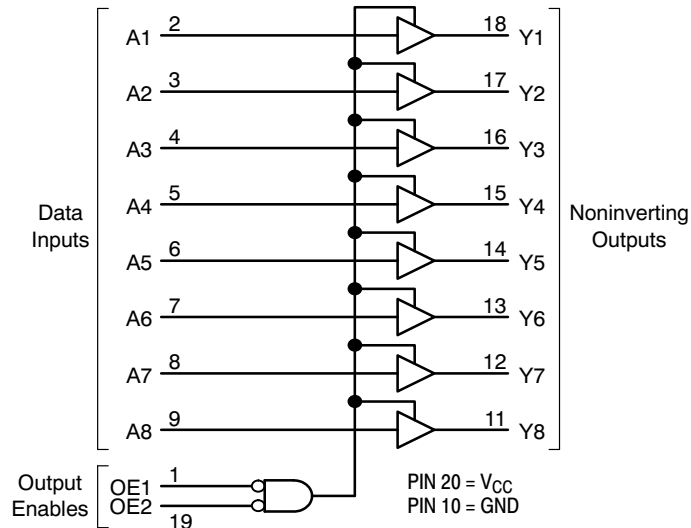 A1 2 18 Y1
A2 3 17 Y2
A3 4 16 Y3
A4 5 15 Y4
Data
Inputs
Noninverting
Outputs
A5 6 14 Y5
A6 7 13 Y6
A7 8 12 Y7
A8 9 11 Y8
Output
Enables
OE1 1
OE2 19
PIN 20 = VCC
PIN 10 = GND